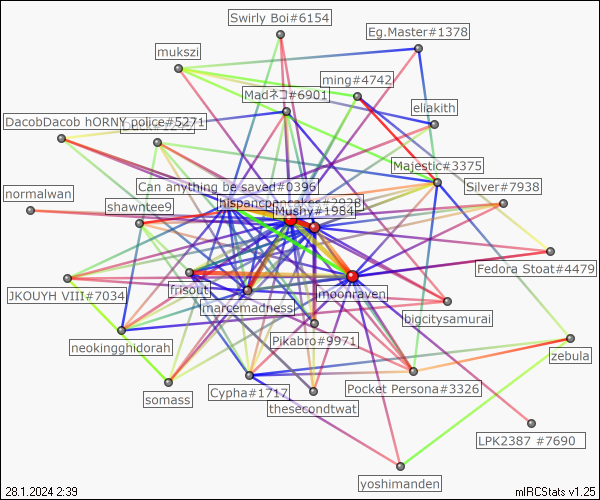 Swirly Boi#6154
Eg.Master#1378
mukszi
ming#4742
Madネコ#6901
eliakith
DacobDacob hORNY police#5271
Majestic#3375
Can anything be saved#0396
Silver#7938
normalwan
shawntee9
hispancpancakes#2828
Mushy#1984
Fedora Stoat#4479
JKOUYH VIII#7034
frisout
moonraven
marcemadness
bigcitysamurai
Pikabro#9971
neokingghidorah
zebula
Cypha#1717
Pocket Persona#3326
somass
thesecondtwat
LPK2387 #7690
yoshimanden
28.1.2024 2:39
mIRCStats v1.25